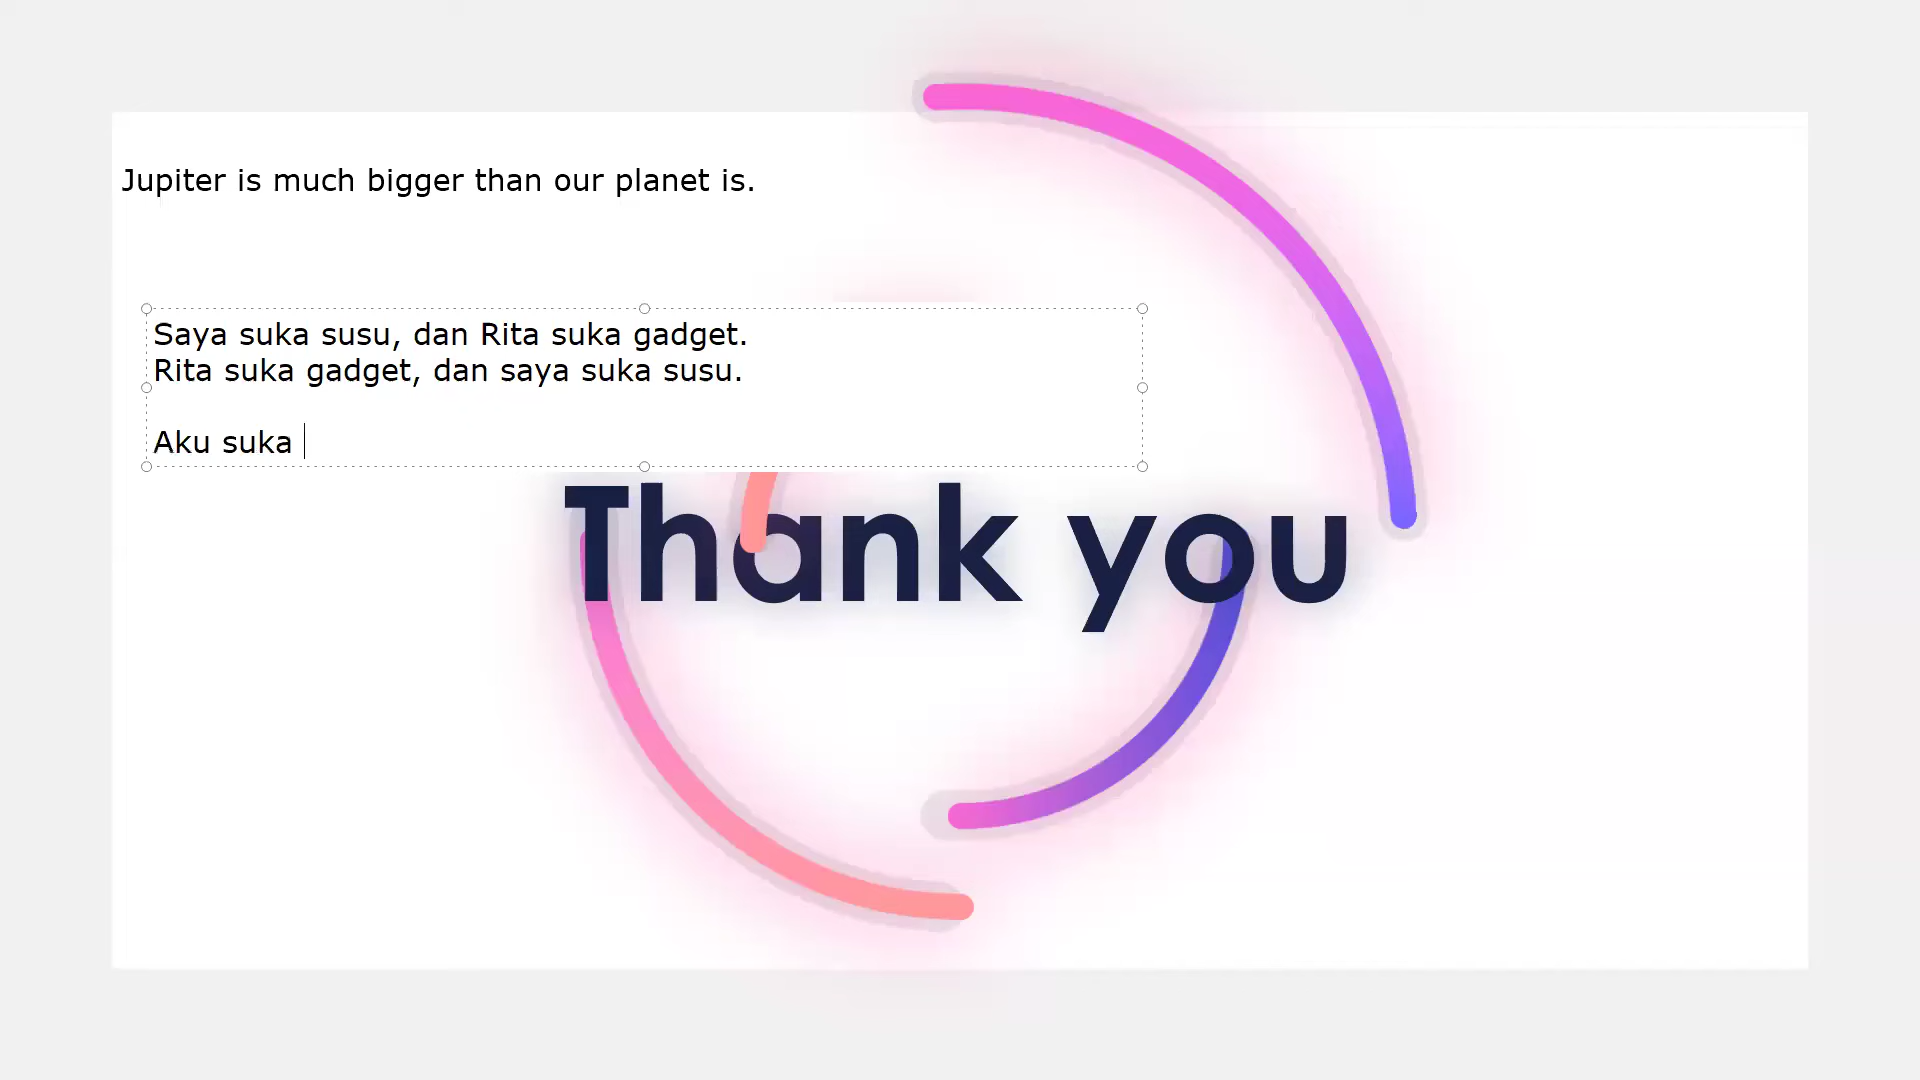 Jupiter is much bigger than our planet is.
Saya suka susu, dan Rita suka gadget.
Rita suka gadget, dan saya suka susu.
Aku suka
Thank you